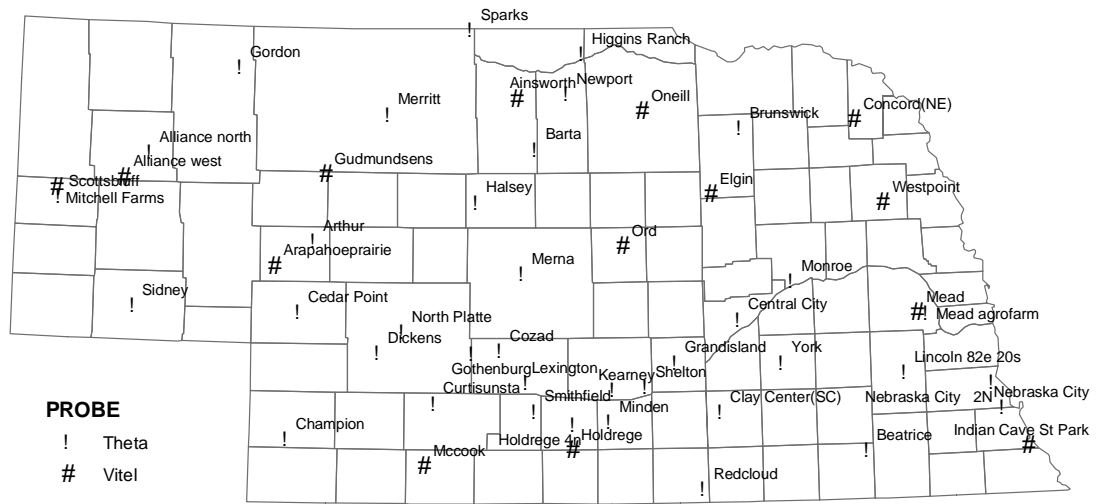 Sparks
Higgins Ranch
Gordon
Ainsworth
Newport
Merritt
Oneill
Concord(NE)
Brunswick
Barta
Alliance north
Alliance west
Gudmundsens
Scottsbluff
Mitchell Farms
Halsey
Elgin
Westpoint
Arthur
Ord
Arapahoeprairie
Merna
Monroe
Sidney
Cedar Point
Central City
Mead
Mead agrofarm
North Platte
Dickens
Cozad
Grandisland
York
Lincoln 82e 20s
Gothenburg
Lexington
Shelton
Curtisunsta
Kearney
Smithfield
Nebraska City 2N
Nebraska City
PROBE
Minden
Clay Center(SC)
! Theta
Champion
Holdrege 4n
Holdrege
Beatrice
Indian Cave St Park
# Vitel
Mccook
Redcloud